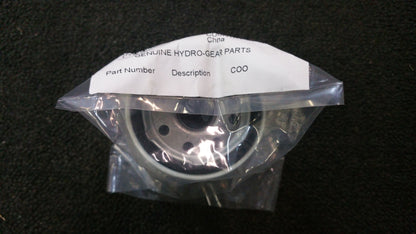 China
GENUINE HYDRO-GEAR PARTS
Part Number Description COO